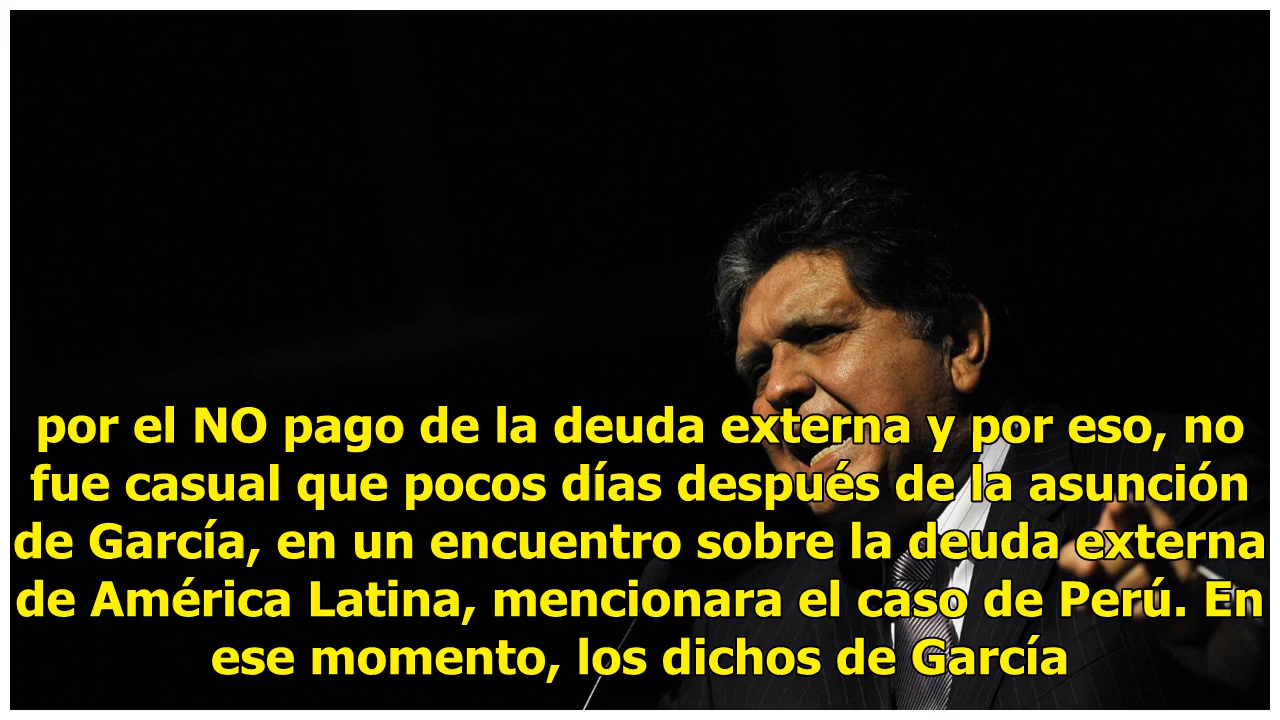 por el NO pago de la deuda externa y por eso, no
fue casual que pocos días después de la asunción
de García, en un encuentro sobre la deuda externa
de América Latina, mencionara el caso de Perú. En
ese momento, los dichos de García